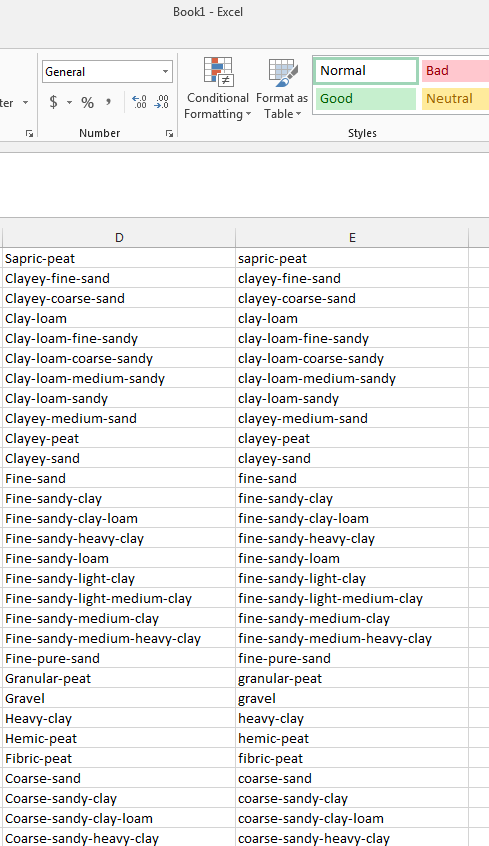 Book1 - Excel
General
ter
$ % , .00 .00
Conditional Formatting
Format as Table
Normal Bad
Good Neutral
Number Styles
D E
Sapric-peat sapric-peat
Clayey-fine-sand clayey-fine-sand
Clayey-coarse-sand clayey-coarse-sand
Clay-loam clay-loam
Clay-loam-fine-sandy clay-loam-fine-sandy
Clay-loam-coarse-sandy clay-loam-coarse-sandy
Clay-loam-medium-sandy clay-loam-medium-sandy
Clay-loam-sandy clay-loam-sandy
Clayey-medium-sand clayey-medium-sand
Clayey-peat clayey-peat
Clayey-sand clayey-sand
Fine-sand fine-sand
Fine-sandy-clay fine-sandy-clay
Fine-sandy-clay-loam fine-sandy-clay-loam
Fine-sandy-heavy-clay fine-sandy-heavy-clay
Fine-sandy-loam fine-sandy-loam
Fine-sandy-light-clay fine-sandy-light-clay
Fine-sandy-light-medium-clay fine-sandy-light-medium-clay
Fine-sandy-medium-clay fine-sandy-medium-clay
Fine-sandy-medium-heavy-clay fine-sandy-medium-heavy-clay
Fine-pure-sand fine-pure-sand
Granular-peat granular-peat
Gravel gravel
Heavy-clay heavy-clay
Hemic-peat hemic-peat
Fibric-peat fibric-peat
Coarse-sand coarse-sand
Coarse-sandy-clay coarse-sandy-clay
Coarse-sandy-clay-loam coarse-sandy-clay-loam
Coarse-sandy-heavy-clay coarse-sandy-heavy-clay